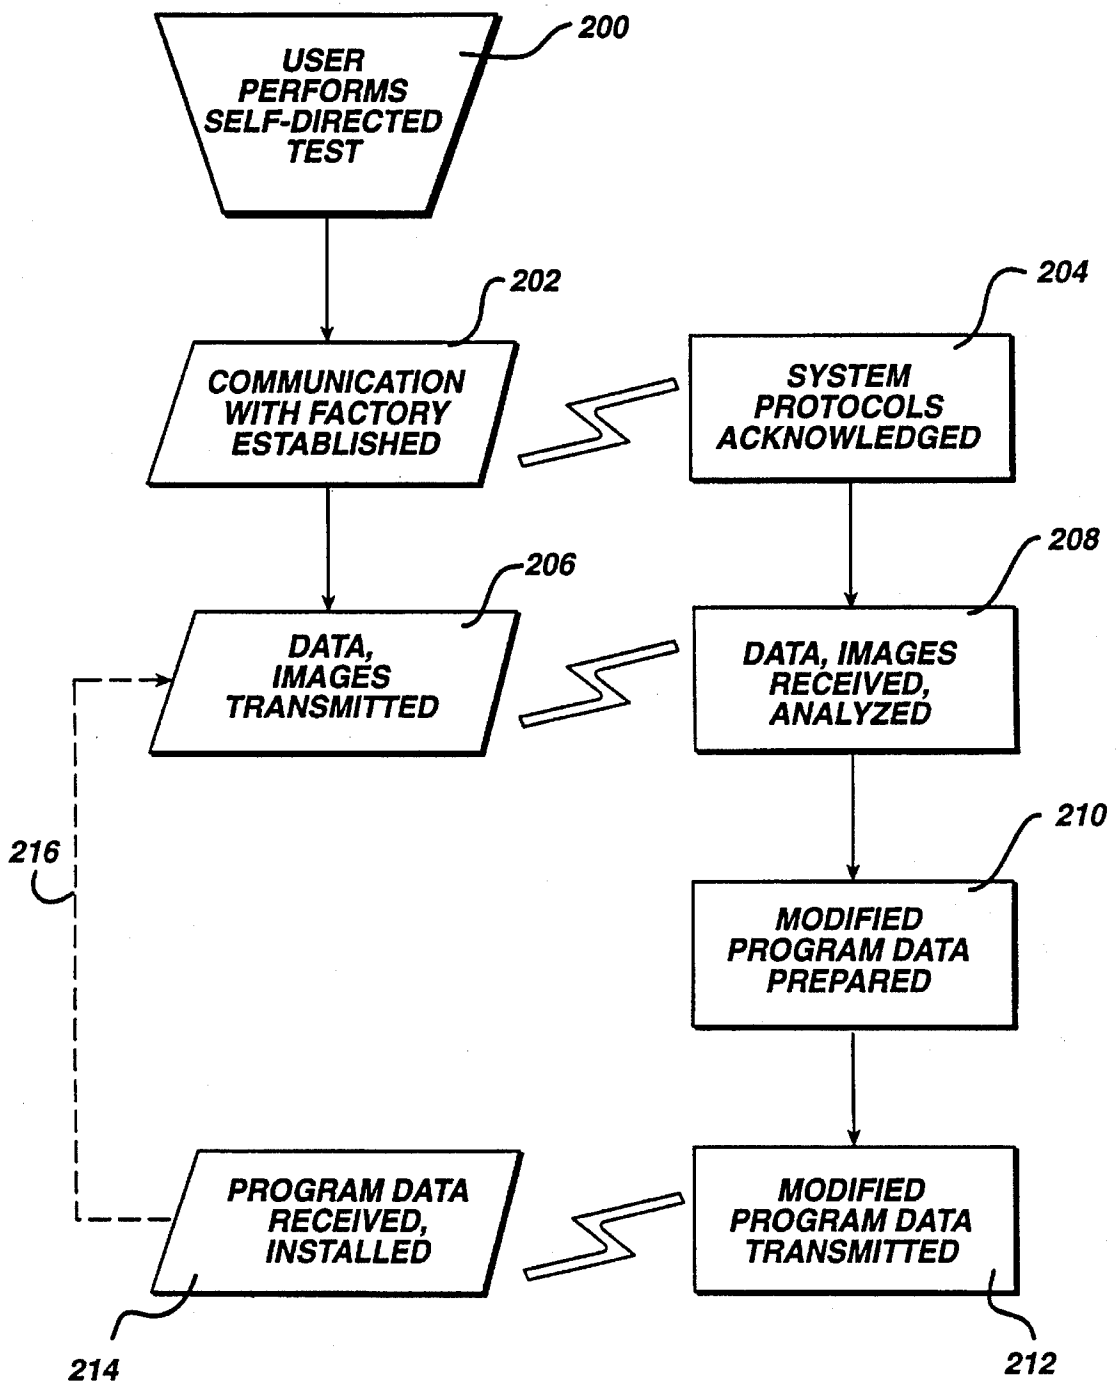 200
USER
PERFORMS
SELF-DIRECTED
TEST
202
COMMUNICATION
WITH FACTORY
ESTABLISHED
204
SYSTEM
PROTOCOLS
ACKNOWLEDGED
206
DATA,
IMAGES
TRANSMITTED
208
DATA, IMAGES
RECEIVED,
ANALYZED
210
MODIFIED
PROGRAM DATA
PREPARED
216
PROGRAM DATA
RECEIVED,
INSTALLED
214
MODIFIED
PROGRAM DATA
TRANSMITTED
212